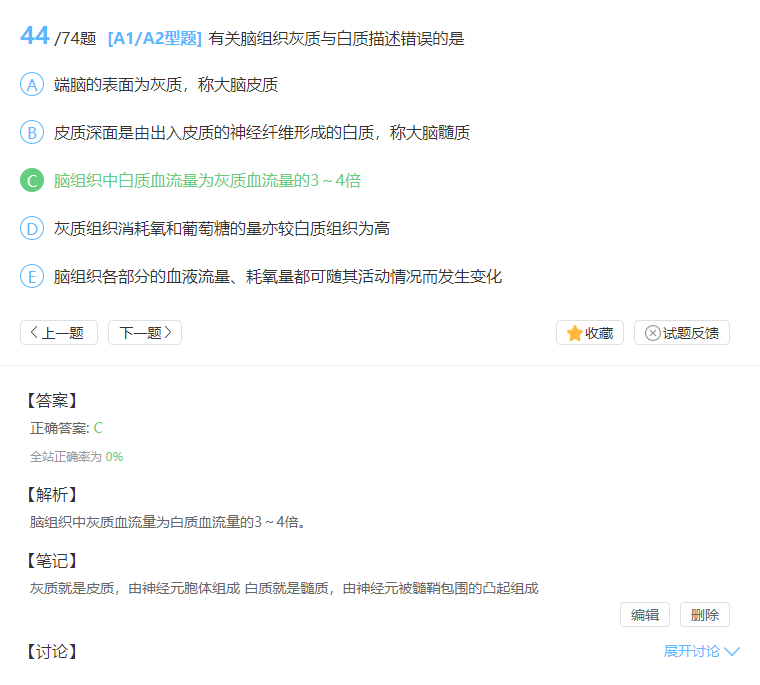 44 /74题 [A1/A2型题] 有关脑组织灰质与白质描述错误的是
A 端脑的表面为灰质，称大脑皮质
B 皮质深面是由出入皮质的神经纤维形成的白质，称大脑髓质
C 脑组织中白质血流量为灰质血流量的3～4倍
D 灰质组织消耗氧和葡萄糖的量亦较白质组织为高
E 脑组织各部分的血液流量、耗氧量都可随其活动情况而发生变化
上一题 下一题 收藏 试题反馈
【答案】
正确答案: C
全站正确率为 0%
【解析】
脑组织中灰质血流量为白质血流量的3～4倍。
【笔记】
灰质就是皮质，由神经元胞体组成 白质就是髓质，由神经元被髓鞘包围的凸起组成
编辑 删除
【讨论】 展开讨论